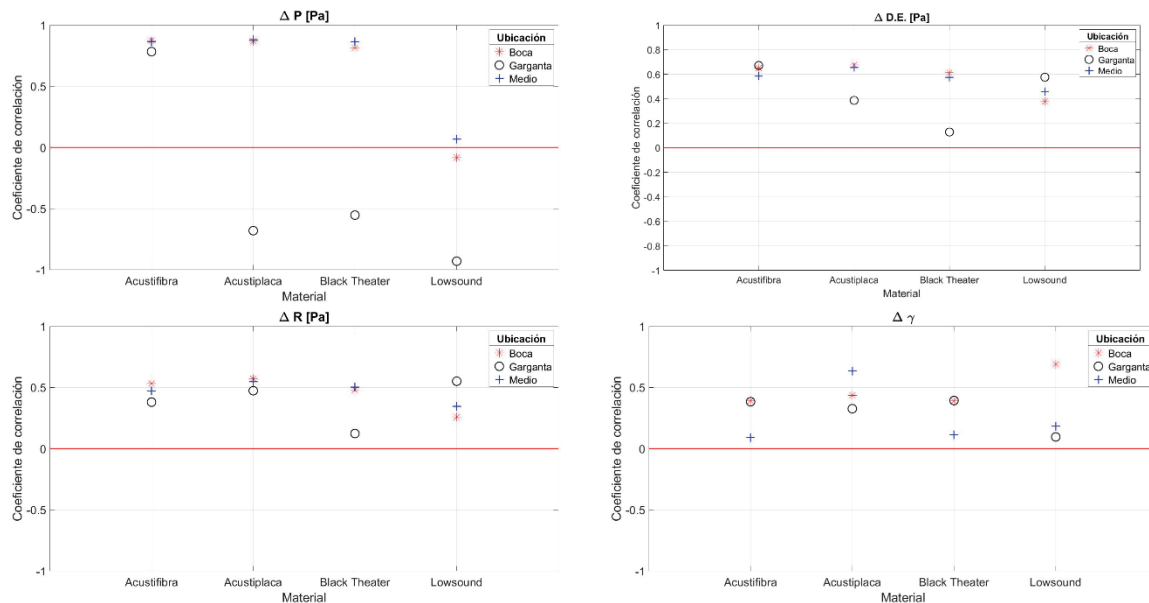 Δ P [Pa]
1
0.5
0
-0.5
-1
Coeficiente de correlación
Ubicación
Boca
Garganta
Medio
Acustifibra
Acustiplaca
Black Theater
Lowsound
Material
Δ D.E. [Pa]
1
0.8
0.6
0.4
0.2
0
0.2
0.4
0.6
-0.8
-1
Coeficiente de correlación
Ubicación
Boca
Garganta
Medio
Acustifibra
Acustiplaca
Black Theater
Lowsound
Material
Δ R [Pa]
1
0.5
0
-0.5
-1
Coeficiente de correlación
Ubicación
Boca
Garganta
Medio
Acustifibra
Acustiplaca
Black Theater
Lowsound
Material
Δ γ
1
0.5
0
-0.5
-1
Coeficiente de correlación
Ubicación
Boca
Garganta
Medio
Acustifibra
Acustiplaca
Black Theater
Lowsound
Material